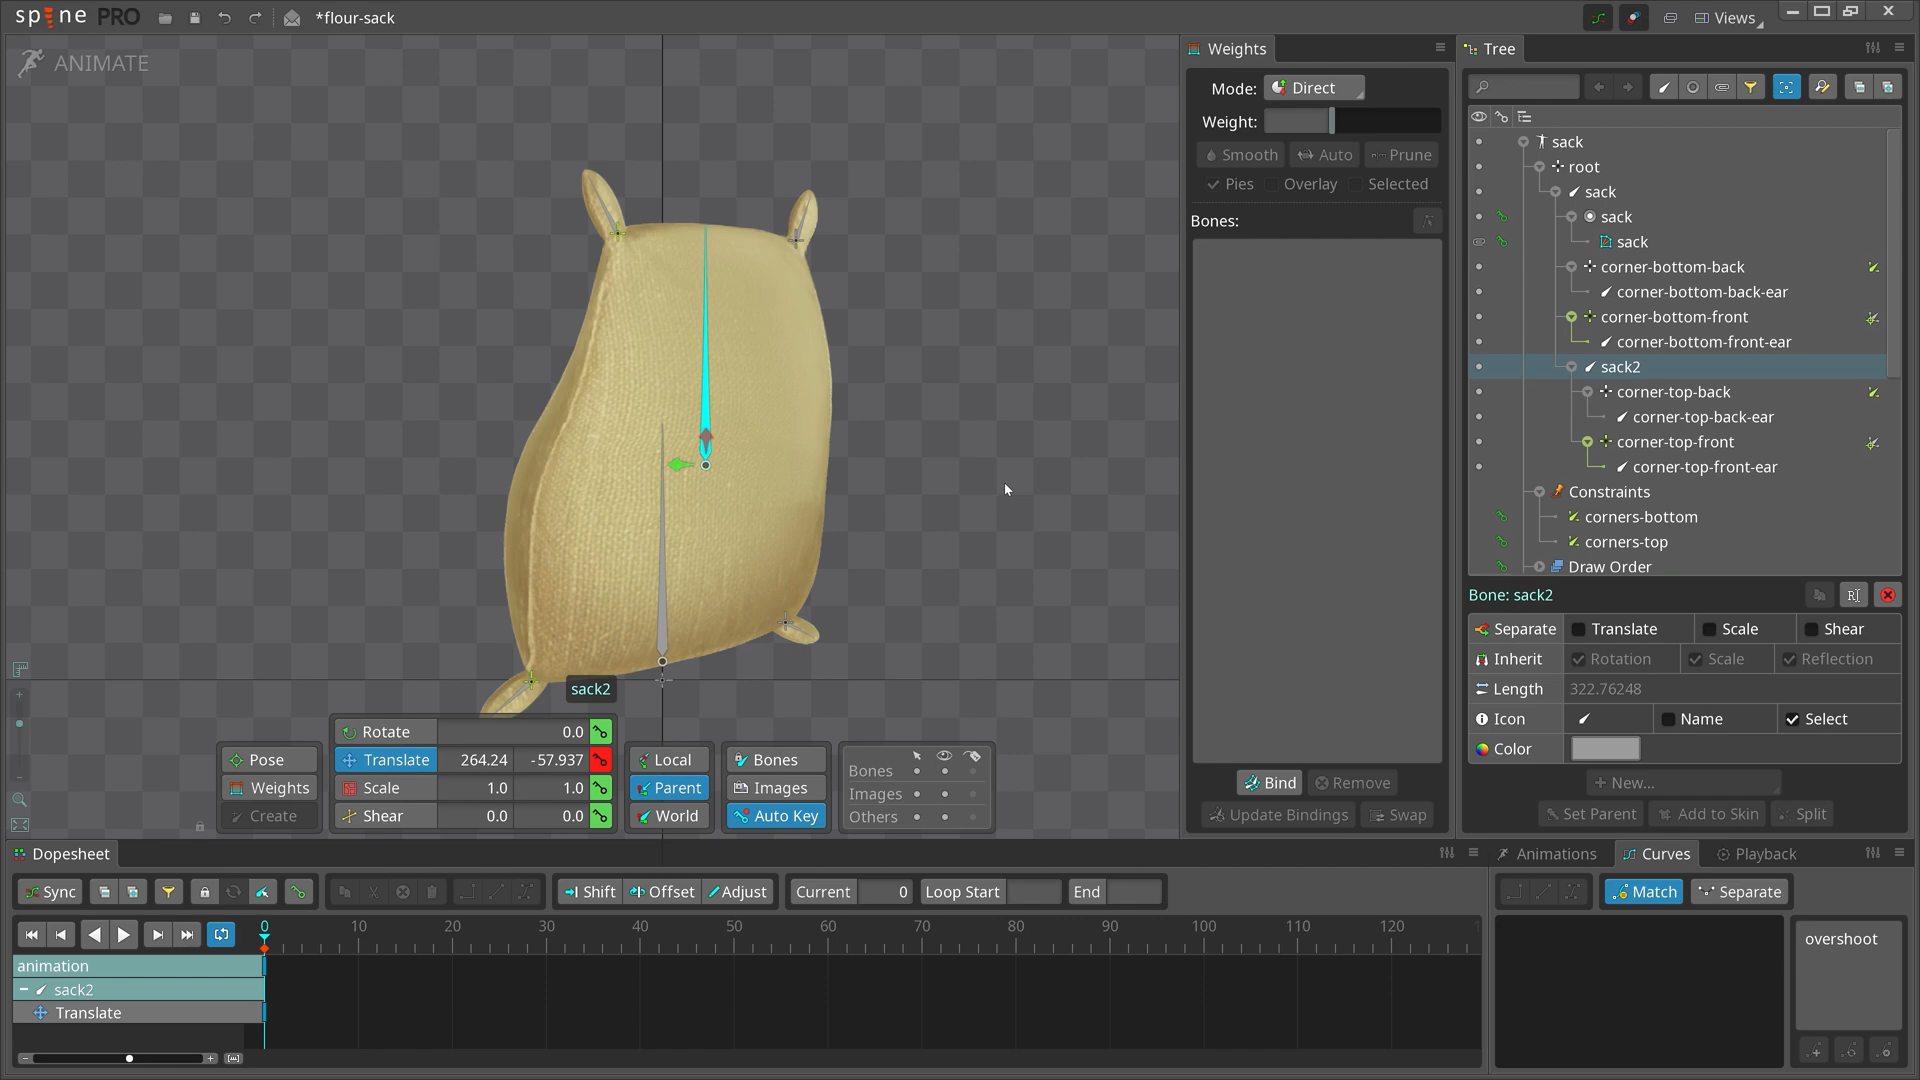 spine PRO
*flour-sack
Views
ANIMATE
Weights
Mode: Direct
Weight:
Smooth Auto Prune
Pies Overlay Selected
Bones:
Bind Remove
Update Bindings Swap
Tree
sack
root
sack
sack
sack
corner-bottom-back
corner-bottom-back-ear
corner-bottom-front
corner-bottom-front-ear
sack2
corner-top-back
corner-top-back-ear
corner-top-front
corner-top-front-ear
Constraints
corners-bottom
corners-top
Draw Order
Bone: sack2
Separate Translate Scale Shear
Inherit Rotation Scale Reflection
Length 322.76248
Icon Name Select
Color
New...
Set Parent Add to Skin Split
sack2
Pose
Weights
Create
Rotate 0.0
Translate 264.24 -57.937
Scale 1.0 1.0
Shear 0.0 0.0
Local
Parent
World
Bones
Images
Auto Key
Bones
Images
Others
Dopesheet
Sync Shift Offset Adjust Current 0 Loop Start End
0 10 20 30 40 50 60 70 80 90 100 110 120
animation
sack2
Translate
Animations Curves Playback
Match Separate
overshoot